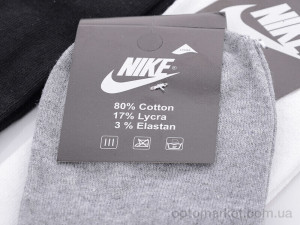 NIKE
80% Cotton
17% Lycra
3 % Elastan
optomarket.com.ua